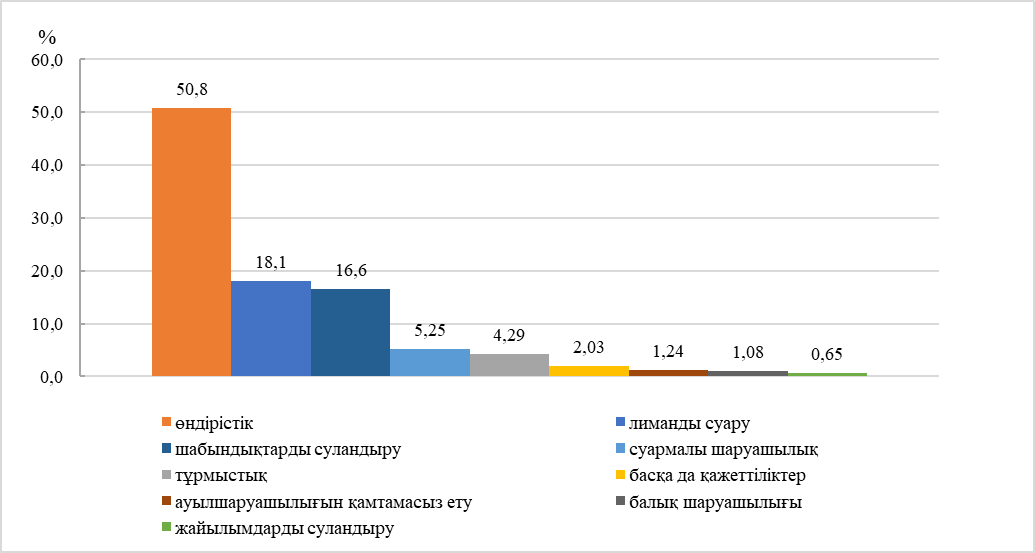 %
60,0
50,8
50,0
40,0
30,0
20,0
18,1
16,6
10,0
5,25
4,29
2,03
1,24
1,08
0,65
0,0
өндірістік
лиманды суару
шабындықтарды суландыру
суармалы шаруашылық
тұрмыстық
басқа да қажеттіліктер
ауылшаруашылығын қамтамасыз ету
балық шаруашылығы
жайылымдарды суландыру